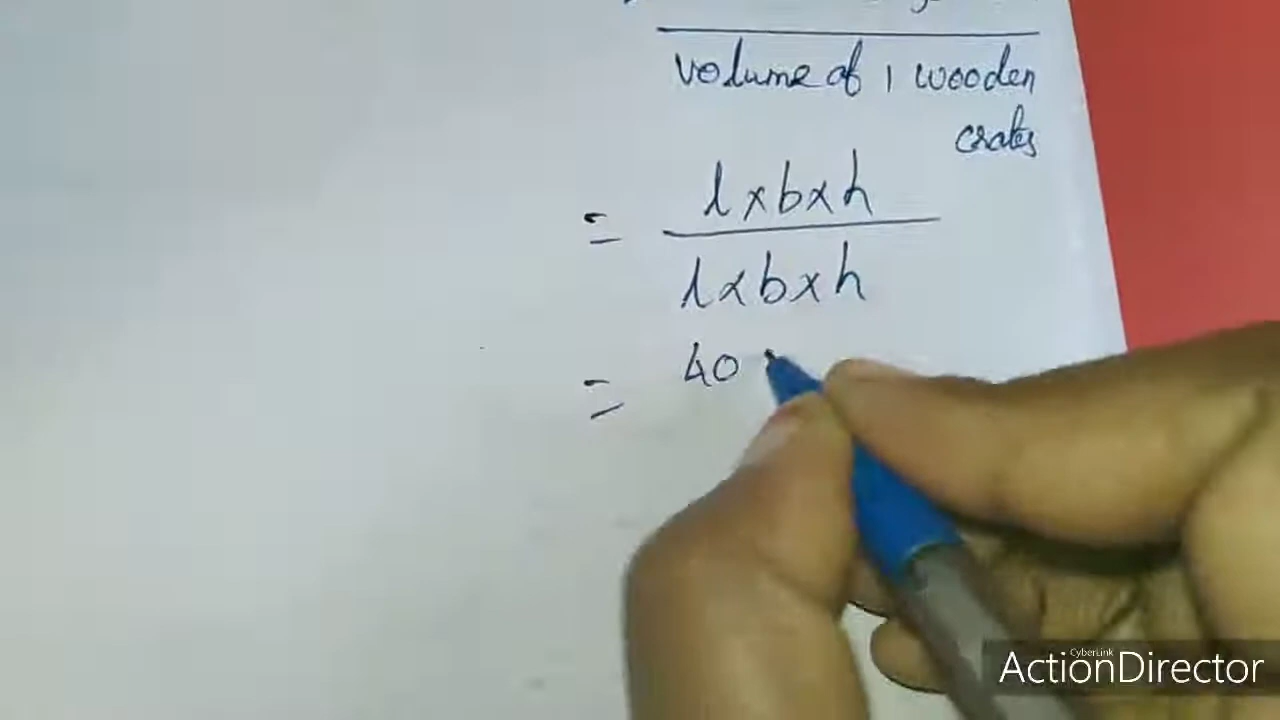 volume of 1 wooden
crates
= l x b x h
l x b x h
= 40
CyberLink
ActionDirector